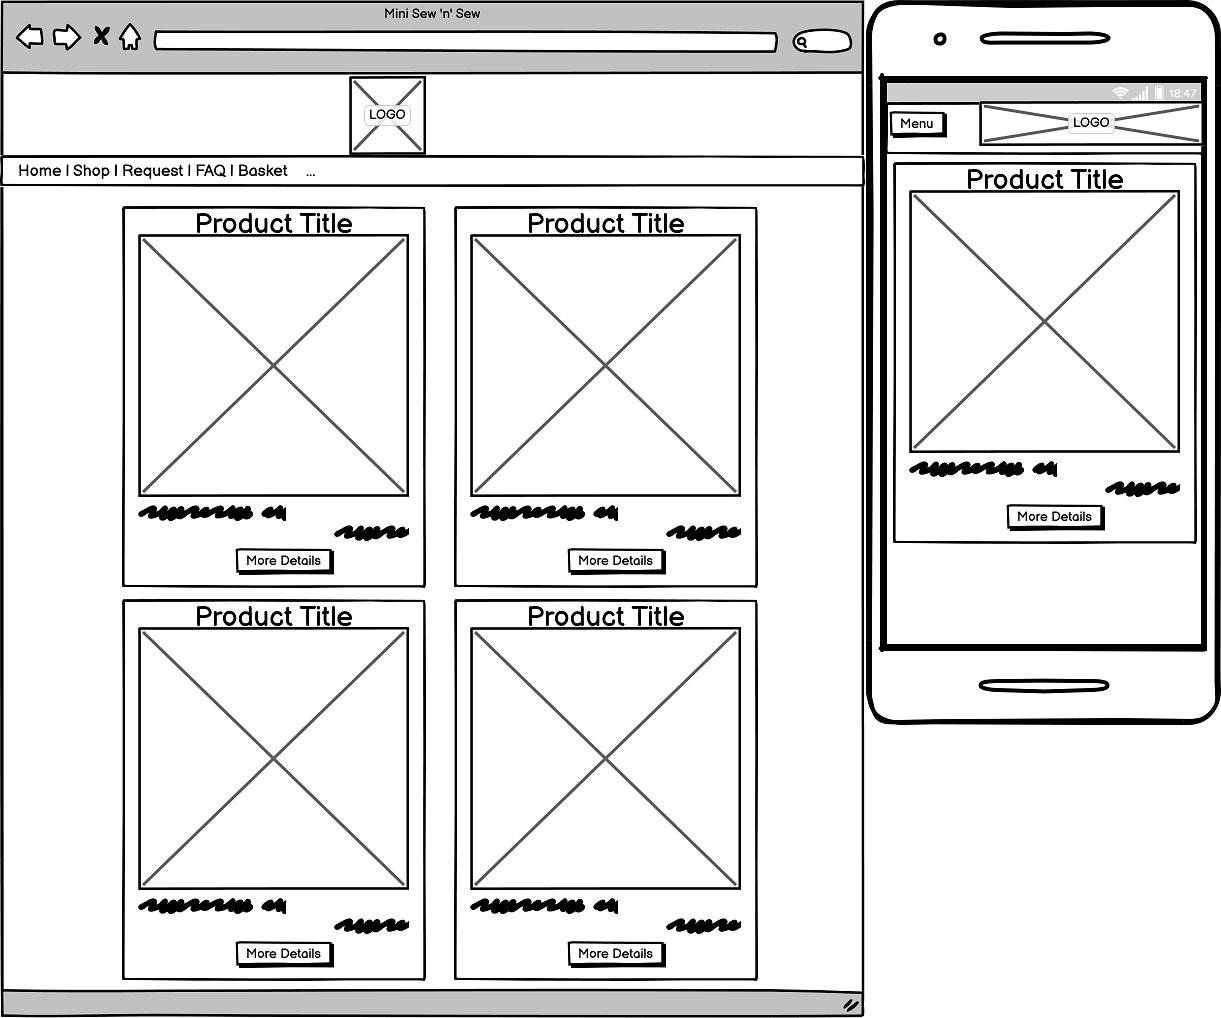 Mini Sew 'n' Sew
LOGO
Home | Shop | Request | FAQ | Basket ...
Product Title
Product Title
More Details
More Details
Product Title
Product Title
More Details
More Details
18:47
Menu
LOGO
Product Title
More Details